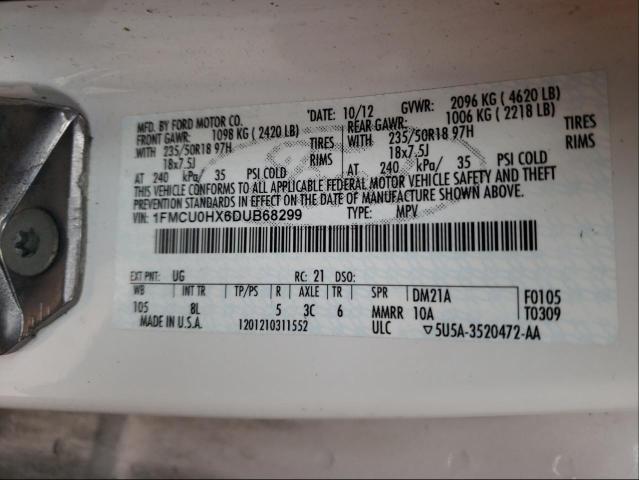 MFD. BY FORD MOTOR CO.
DATE: 10/12 GVWR: 2096 KG ( 4620 LB)
FRONT GAWR: 1098 KG ( 2420 LB) REAR GAWR: 1006 KG ( 2218 LB)
WITH 235/50R18 97H TIRES WITH 235/50R18 97H TIRES
18x7.5J RIMS 18x7.5J RIMS
AT 240 kPa/ 35 PSI COLD AT 240 kPa/ 35 PSI COLD
THIS VEHICLE CONFORMS TO ALL APPLICABLE FEDERAL MOTOR VEHICLE SAFETY AND THEFT
PREVENTION STANDARDS IN EFFECT ON THE DATE OF MANUFACTURE SHOWN ABOVE.
VIN: 1FMCU0HX6DUB68299 TYPE: MPV
EXT PNT: UG RC: 21 DSO:
WB INT TR TP/PS R AXLE TR SPR DM21A F0105
105 8L 5 3C 6 MMRR 10A T0309
MADE IN U.S.A. 1201210311552 ULC ▽5U5A-3520472-AA